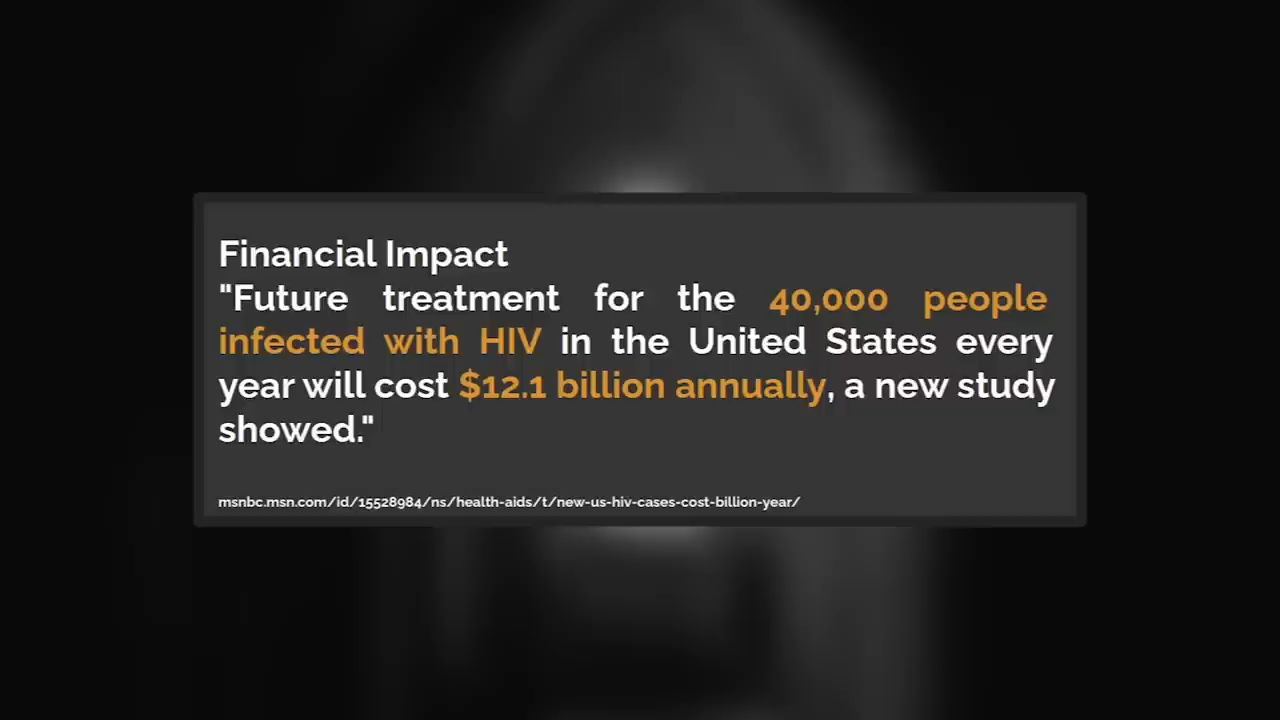 Financial Impact
"Future treatment for the 40,000 people
infected with HIV in the United States every
year will cost $12.1 billion annually, a new study
showed."
msnbc.msn.com/id/15528984/ns/health-aids/t/new-us-hiv-cases-cost-billion-year/